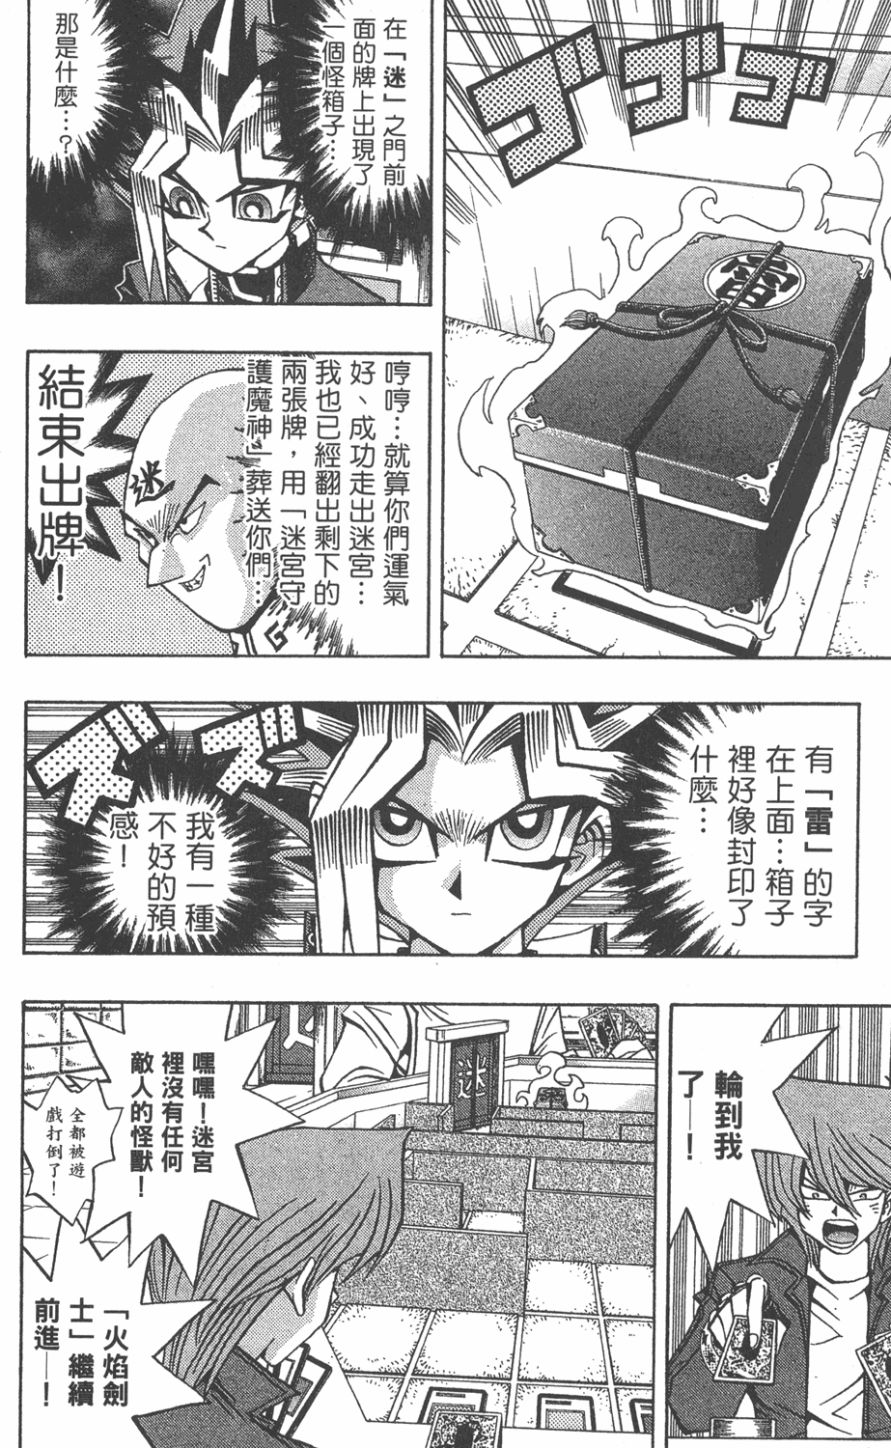 ゴゴゴ
雷
在「迷」之門前
面的牌上出現了
一個怪箱子…
那是什麼…？
哼哼…就算你們運氣
好、成功走出迷宮…
我也已經翻出剩下的
兩張牌，用「迷宮守
護魔神」葬送你們…
迷
結束出牌！
有「雷」的字
在上面…箱子
裡好像封印了
什麼…
我有一種
不好的預
感！
ズズ
輪到我
了—！
迷
嘿嘿！迷宮
裡沒有任何
敵人的怪獸！
全都被遊
戲打倒了！
「火焰劍
士」繼續
前進—！